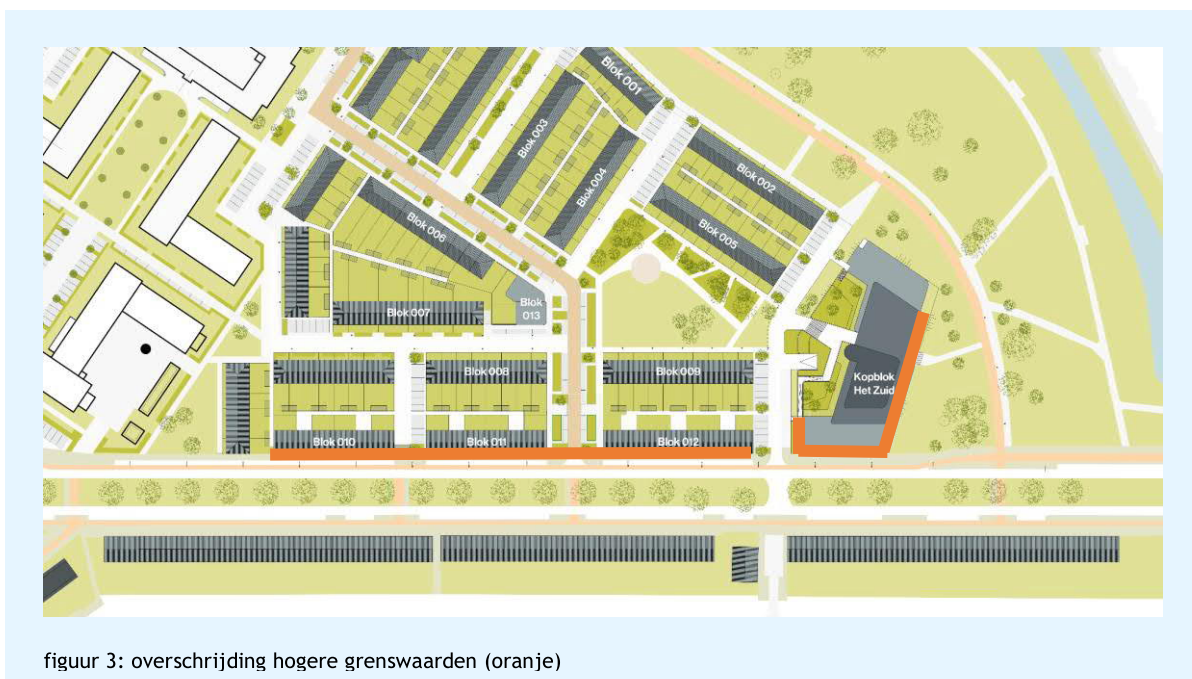 Blok 001
Blok 003
Blok 004
Blok 002
Blok 005
Blok 006
Blok 007
Blok
013
Blok 008
Blok 009
Kopblok
Het Zuid
Blok 010
Blok 011
Blok 012
figuur 3: overschrijding hogere grenswaarden (oranje)